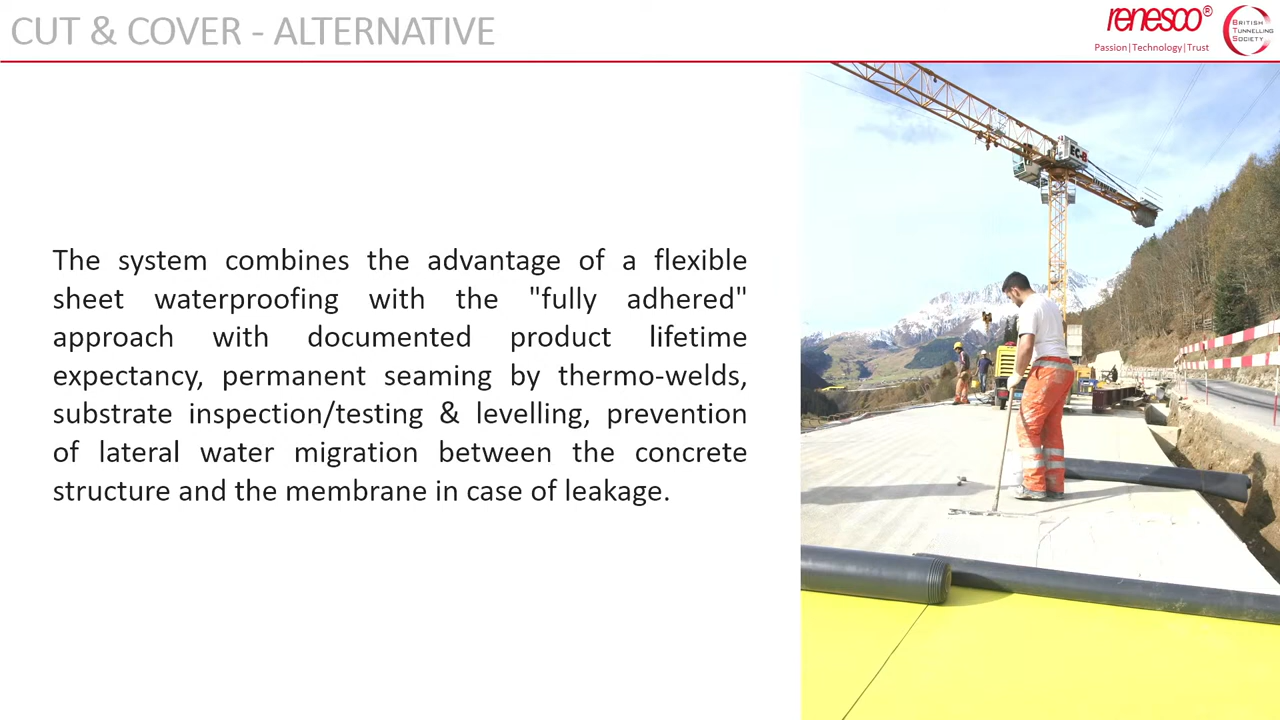 CUT & COVER - ALTERNATIVE
renesco®
Passion|Technology|Trust
BRITISH
TUNNELLING
SOCIETY
The system combines the advantage of a flexible
sheet waterproofing with the "fully adhered"
approach with documented product lifetime
expectancy, permanent seaming by thermo-welds,
substrate inspection/testing & levelling, prevention
of lateral water migration between the concrete
structure and the membrane in case of leakage.
EC-B